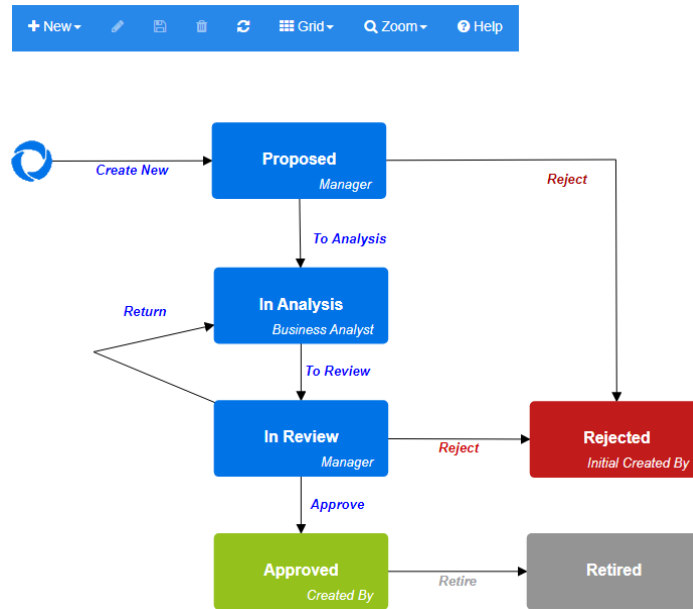 New
Grid
Zoom
Help
Proposed
Manager
Create New
Reject
To Analysis
In Analysis
Business Analyst
Return
To Review
In Review
Manager
Reject
Rejected
Initial Created By
Approve
Approved
Created By
Retire
Retired